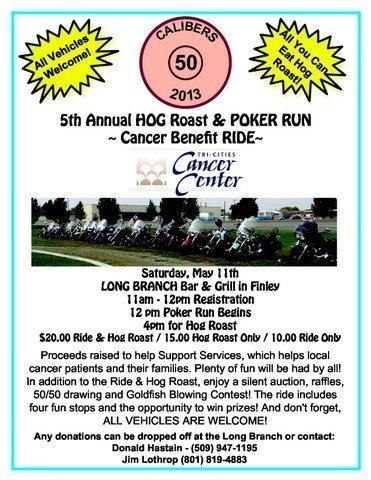 All Vehicles
Welcome!
CALIBERS
50
2013
All You Can
Eat Hog
Roast!
5th Annual HOG Roast & POKER RUN
~ Cancer Benefit RIDE~
TRI-CITIES
Cancer
Center
Saturday, May 11th
LONG BRANCH Bar & Grill in Finley
11am - 12pm Registration
12 pm Poker Run Begins
4pm for Hog Roast
$20.00 Ride & Hog Roast / 15.00 Hog Roast Only / 10.00 Ride Only
Proceeds raised to help Support Services, which helps local
cancer patients and their families. Plenty of fun will be had by all!
In addition to the Ride & Hog Roast, enjoy a silent auction, raffles,
50/50 drawing and Goldfish Blowing Contest! The ride includes
four fun stops and the opportunity to win prizes! And don't forget,
ALL VEHICLES ARE WELCOME!
Any donations can be dropped off at the Long Branch or contact:
Donald Hastain - (509) 947-1195
Jim Lothrop (801) 819-4883